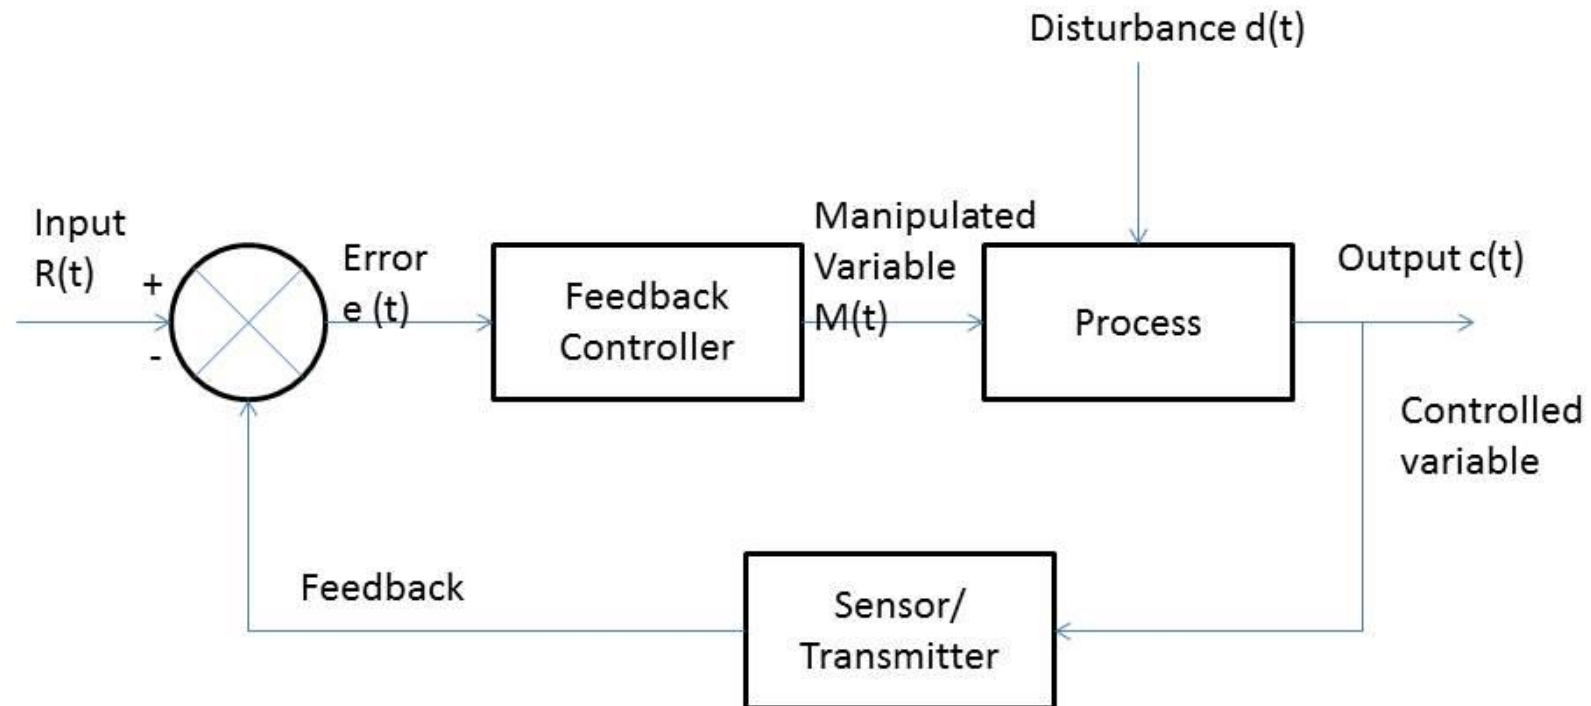 Disturbance d(t)
Input
R(t)
+
-
Error
e (t)
Feedback
Controller
Manipulated
Variable
M(t)
Process
Output c(t)
Controlled
variable
Feedback
Sensor/
Transmitter